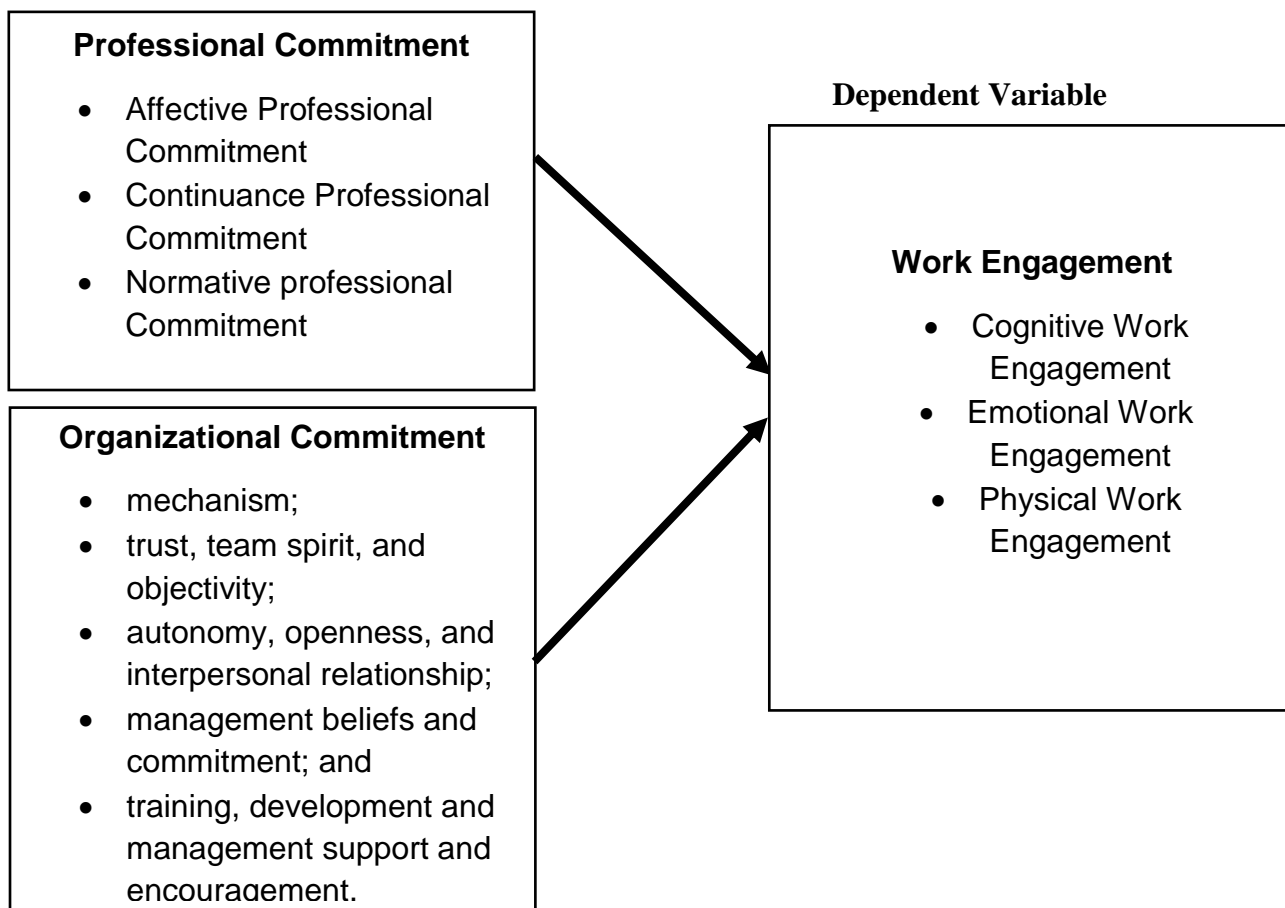 Professional Commitment
• Affective Professional
Commitment
• Continuance Professional
Commitment
• Normative professional
Commitment
Organizational Commitment
• mechanism;
• trust, team spirit, and
objectivity;
• autonomy, openness, and
interpersonal relationship;
• management beliefs and
commitment; and
• training, development and
management support and
encouragement.
Dependent Variable
Work Engagement
• Cognitive Work
Engagement
• Emotional Work
Engagement
• Physical Work
Engagement